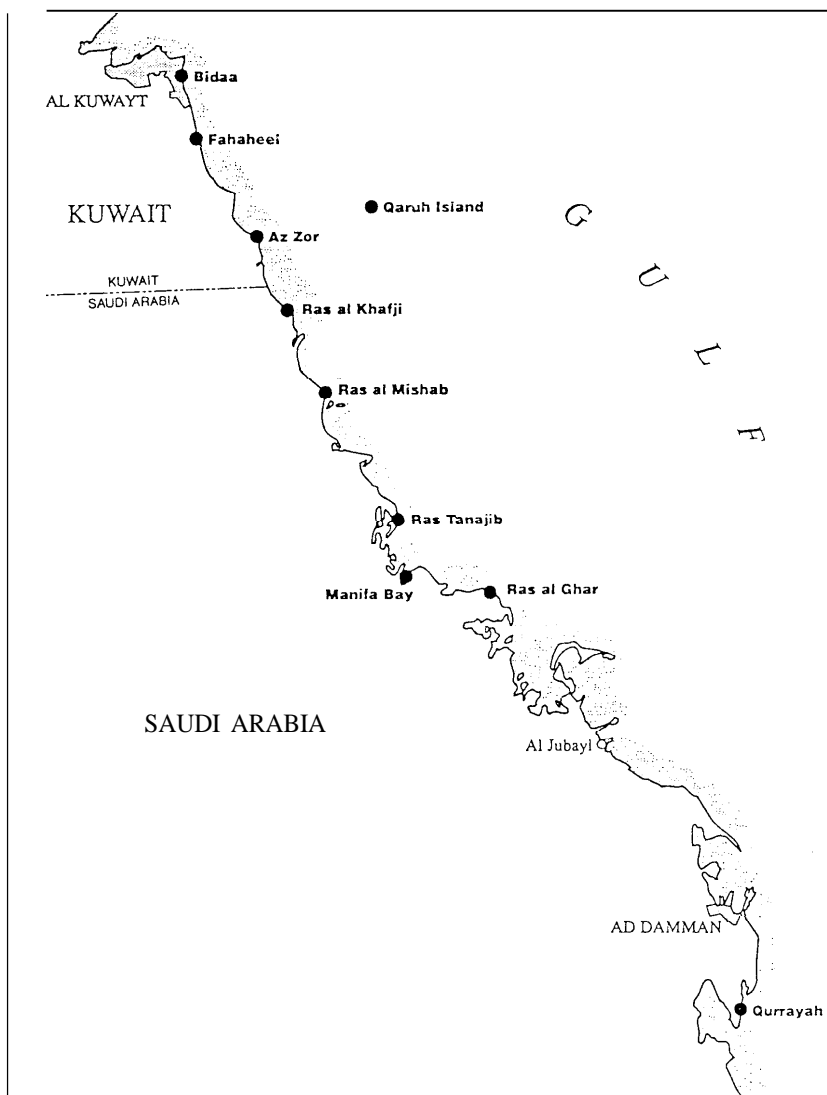 Bidaa
AL KUWAYT
Fahaheei
KUWAIT
Qaruh Island
G U L F
Az Zor
KUWAIT
SAUDI ARABIA
Ras al Khafji
Ras al Mishab
Ras Tanajib
Manifa Bay
Ras al Ghar
SAUDI ARABIA
Al Jubayl
AD DAMMAN
Qurrayah